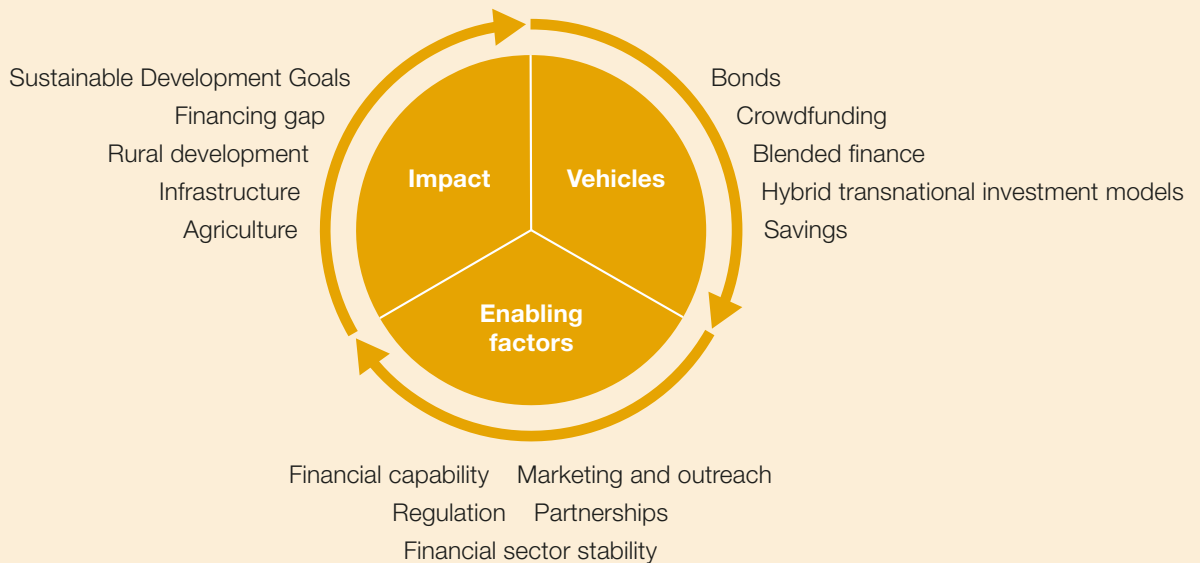 Sustainable Development Goals
Financing gap
Rural development
Infrastructure
Agriculture
Impact
Vehicles
Bonds
Crowdfunding
Blended finance
Hybrid transnational investment models
Savings
Enabling
factors
Financial capability Marketing and outreach
Regulation Partnerships
Financial sector stability